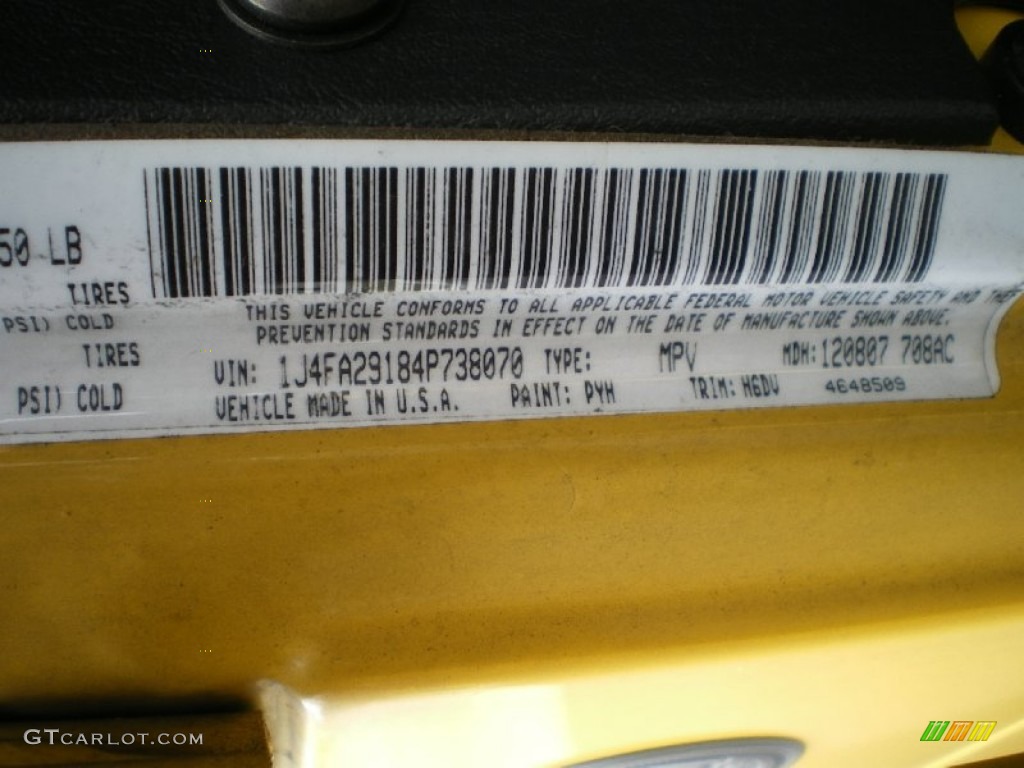 50 LB
TIRES
THIS VEHICLE CONFORMS TO ALL APPLICABLE FEDERAL MOTOR VEHICLE SAFETY AND THEF
PSI) COLD
PREVENTION STANDARDS IN EFFECT ON THE DATE OF MANUFACTURE SHOWN ABOVE.
TIRES
VIN: 1J4FA29184P738070 TYPE: MPV MDH: 120807 708AC
PSI) COLD
VEHICLE MADE IN U.S.A. PAINT: PYH TRIM: H6DV 4648509
GTCARLOT.COM